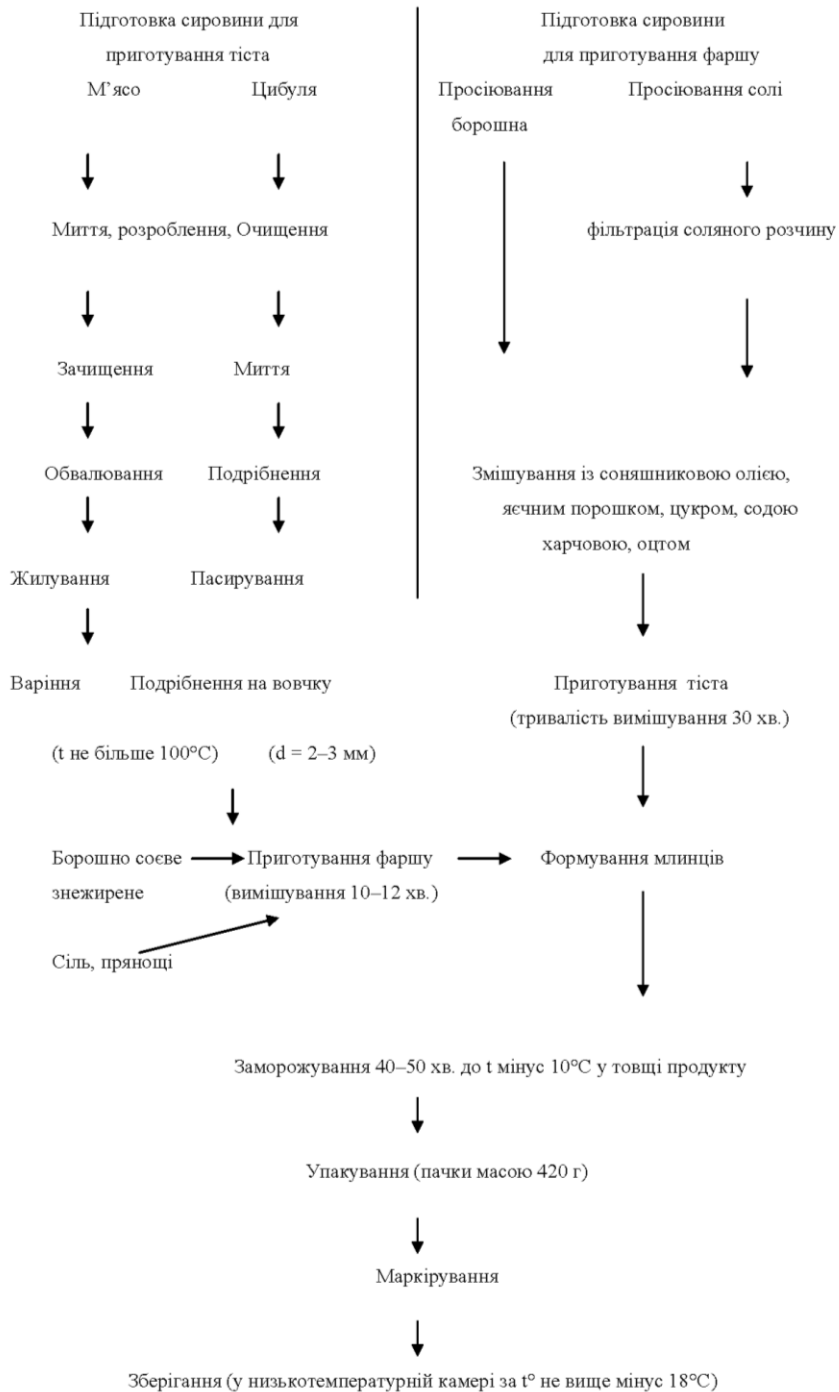 Підготовка сировини для
приготування тіста
М’ясо Цибуля
Миття, розроблення, Очищення
Зачищення Миття
Обвалювання Подрібнення
Жилування Пасирування
Варіння Подрібнення на вовчку
(t не більше 100°С) (d = 2–3 мм)
Борошно соєве Приготування фаршу
знежирене (вимішування 10–12 хв.)
Сіль, прянощі
Підготовка сировини
для приготування фаршу
Просіювання Просіювання солі
борошна
фільтрація соляного розчину
Змішування із соняшниковою олією,
яєчним порошком, цукром, содою
харчовою, оцтом
Приготування тіста
(тривалість вимішування 30 хв.)
Формування млинців
Заморожування 40–50 хв. до t мінус 10°С у товщі продукту
Упакування (пачки масою 420 г)
Маркірування
Зберігання (у низькотемпературній камері за t° не вище мінус 18°С)